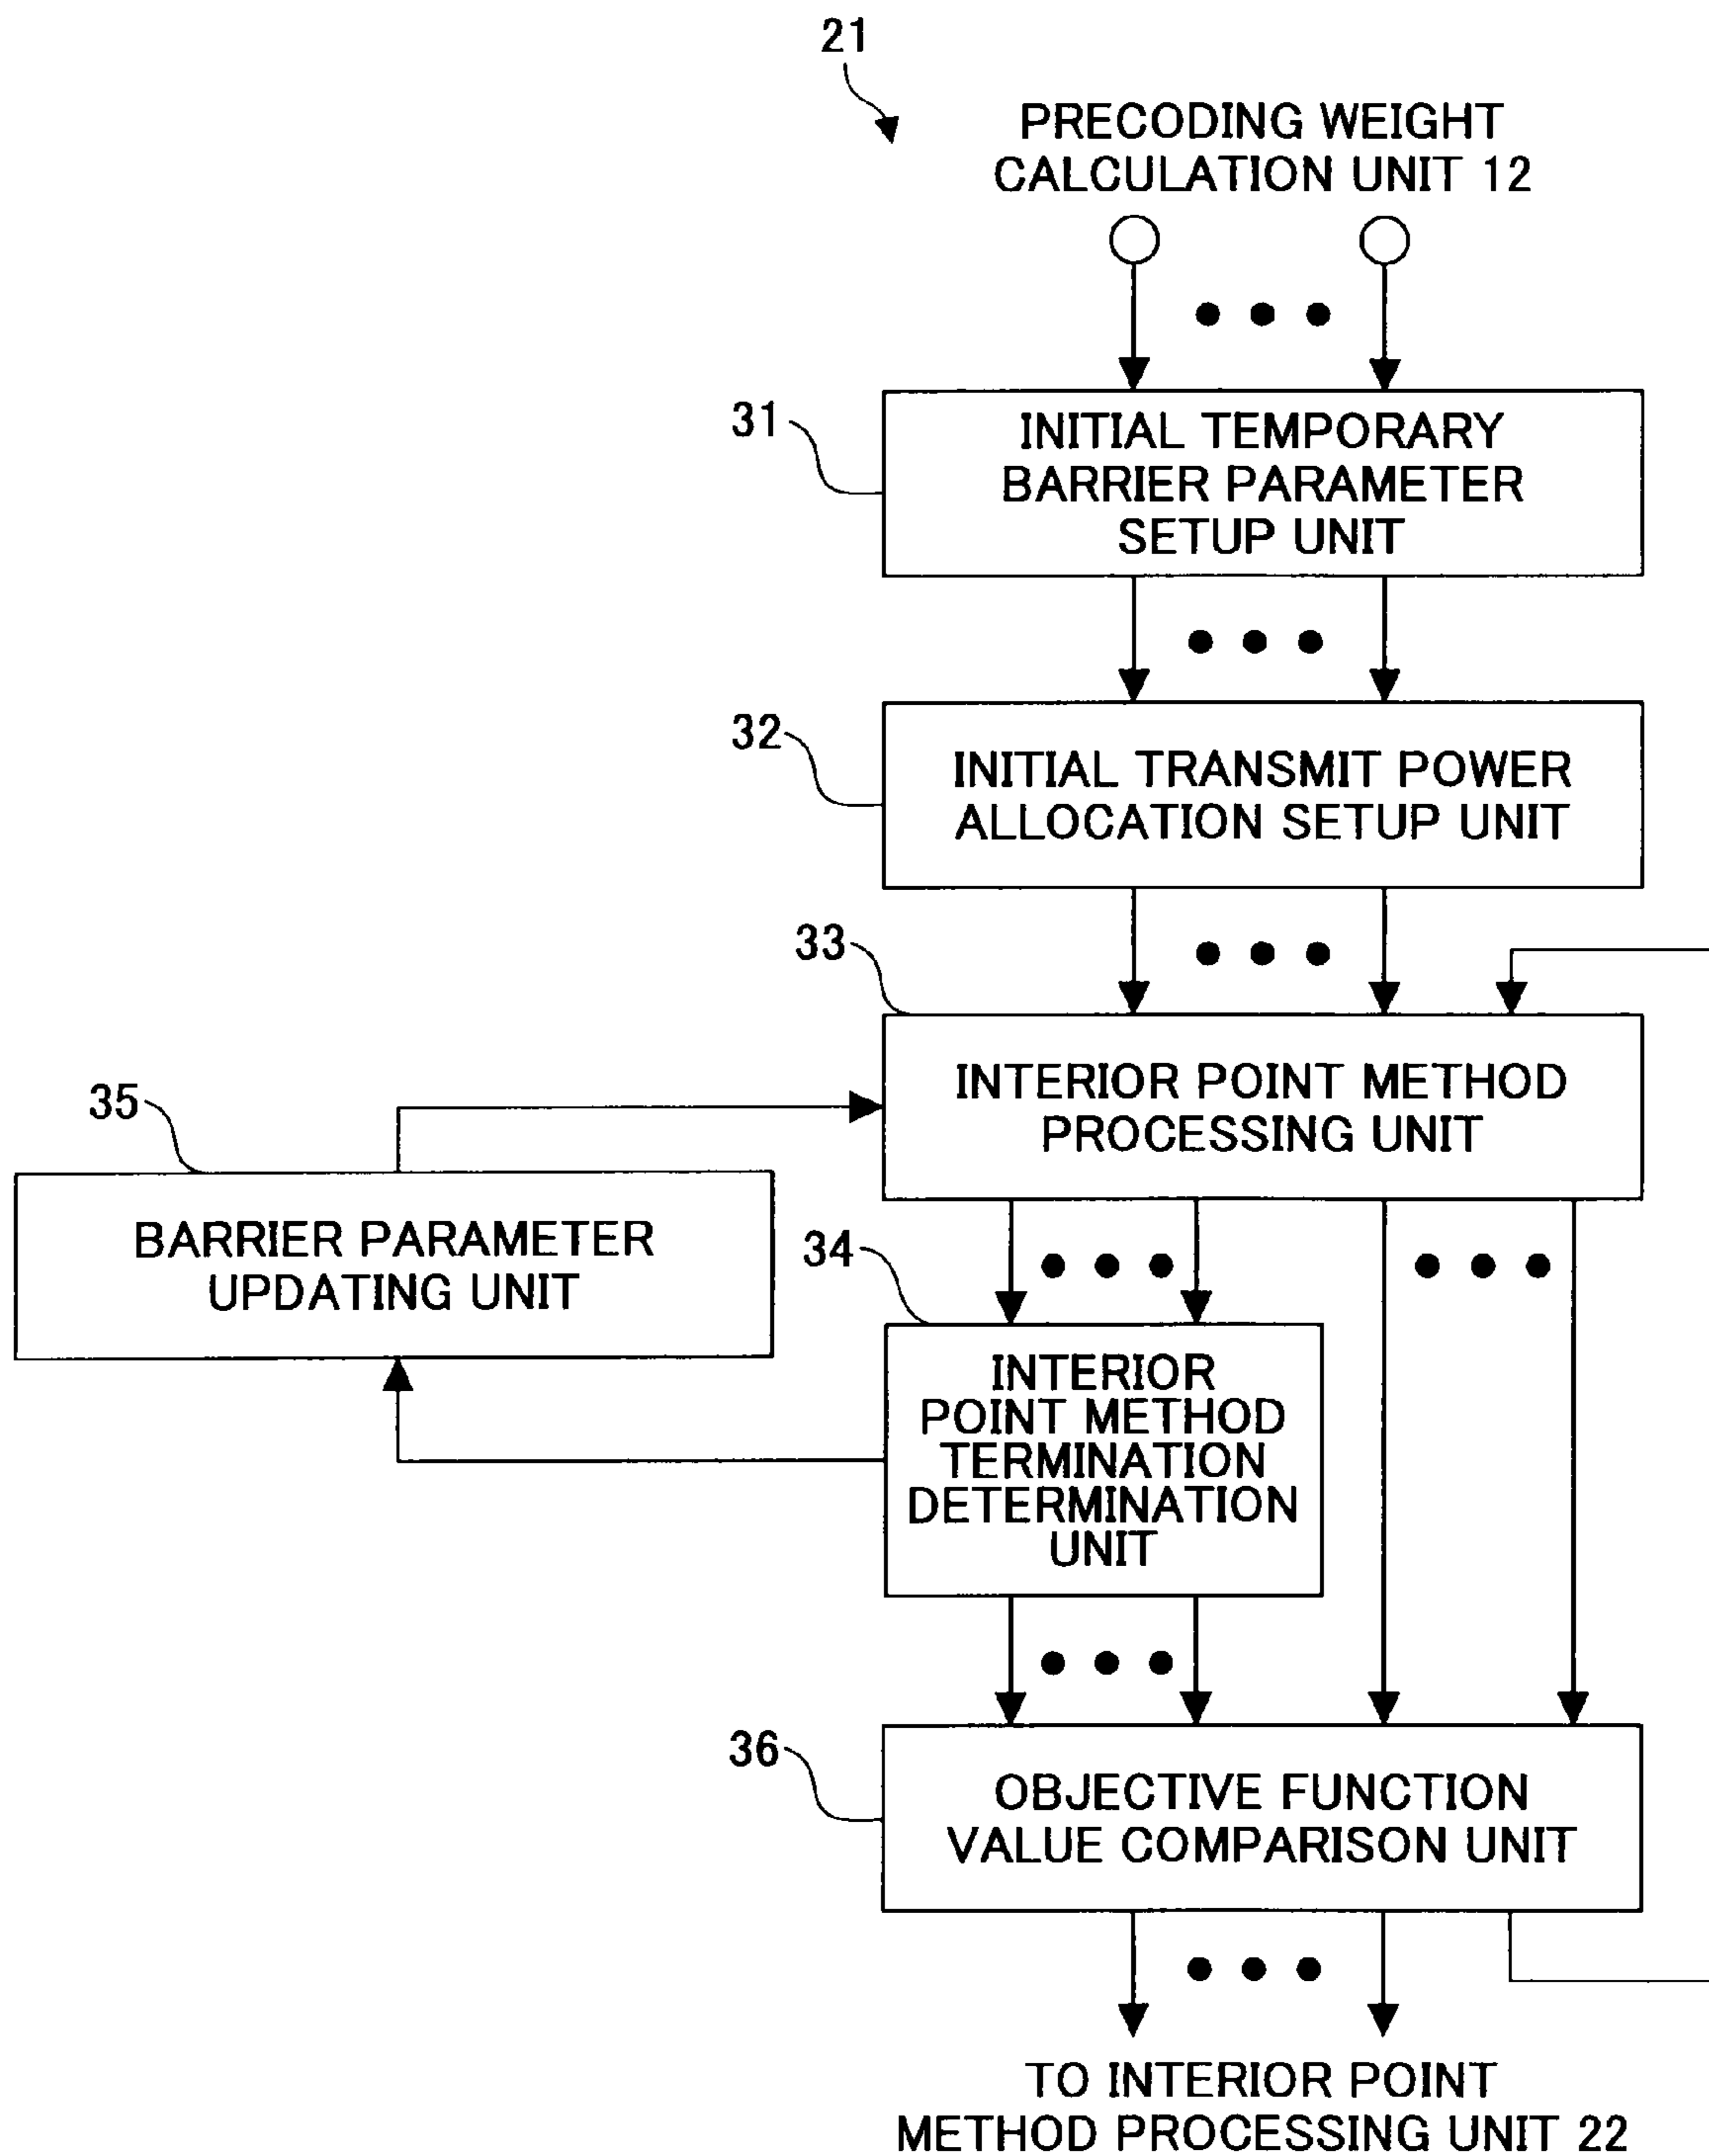 21
PRECODING WEIGHT
CALCULATION UNIT 12
31
INITIAL TEMPORARY
BARRIER PARAMETER
SETUP UNIT
32
INITIAL TRANSMIT POWER
ALLOCATION SETUP UNIT
33
INTERIOR POINT METHOD
PROCESSING UNIT
35
BARRIER PARAMETER
UPDATING UNIT
34
INTERIOR
POINT METHOD
TERMINATION
DETERMINATION
UNIT
36
OBJECTIVE FUNCTION
VALUE COMPARISON UNIT
TO INTERIOR POINT
METHOD PROCESSING UNIT 22